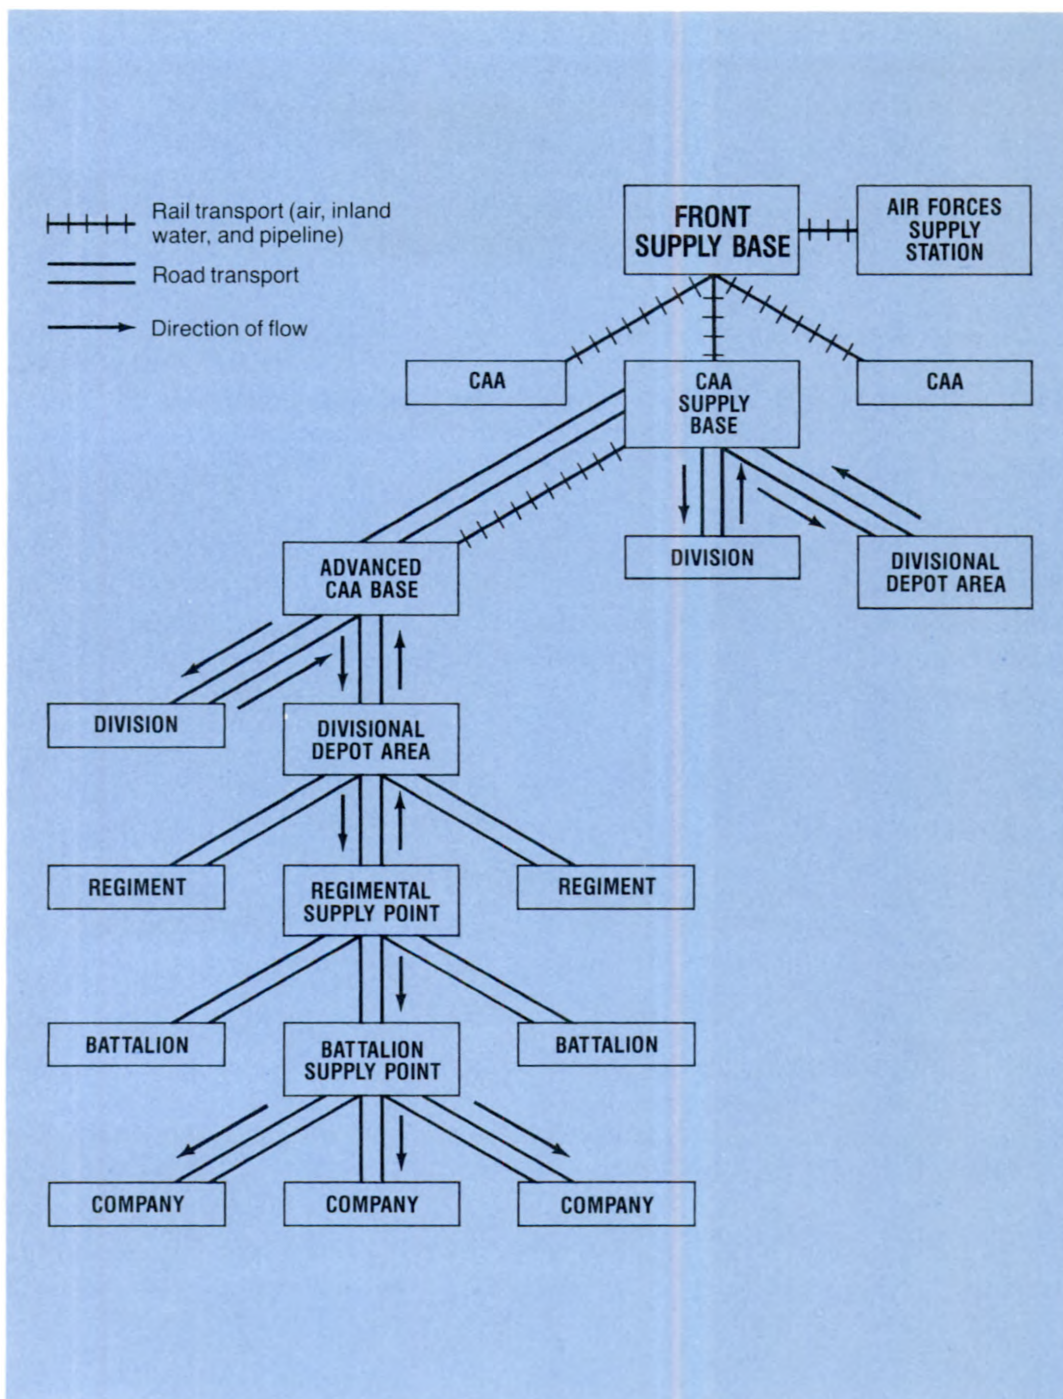 Rail transport (air, inland
water, and pipeline)
Road transport
Direction of flow
FRONT
SUPPLY BASE
AIR FORCES
SUPPLY
STATION
CAA
CAA
SUPPLY
BASE
CAA
ADVANCED
CAA BASE
DIVISION
DIVISIONAL
DEPOT AREA
DIVISION
DIVISIONAL
DEPOT AREA
REGIMENT
REGIMENTAL
SUPPLY POINT
REGIMENT
BATTALION
BATTALION
SUPPLY POINT
BATTALION
COMPANY
COMPANY
COMPANY